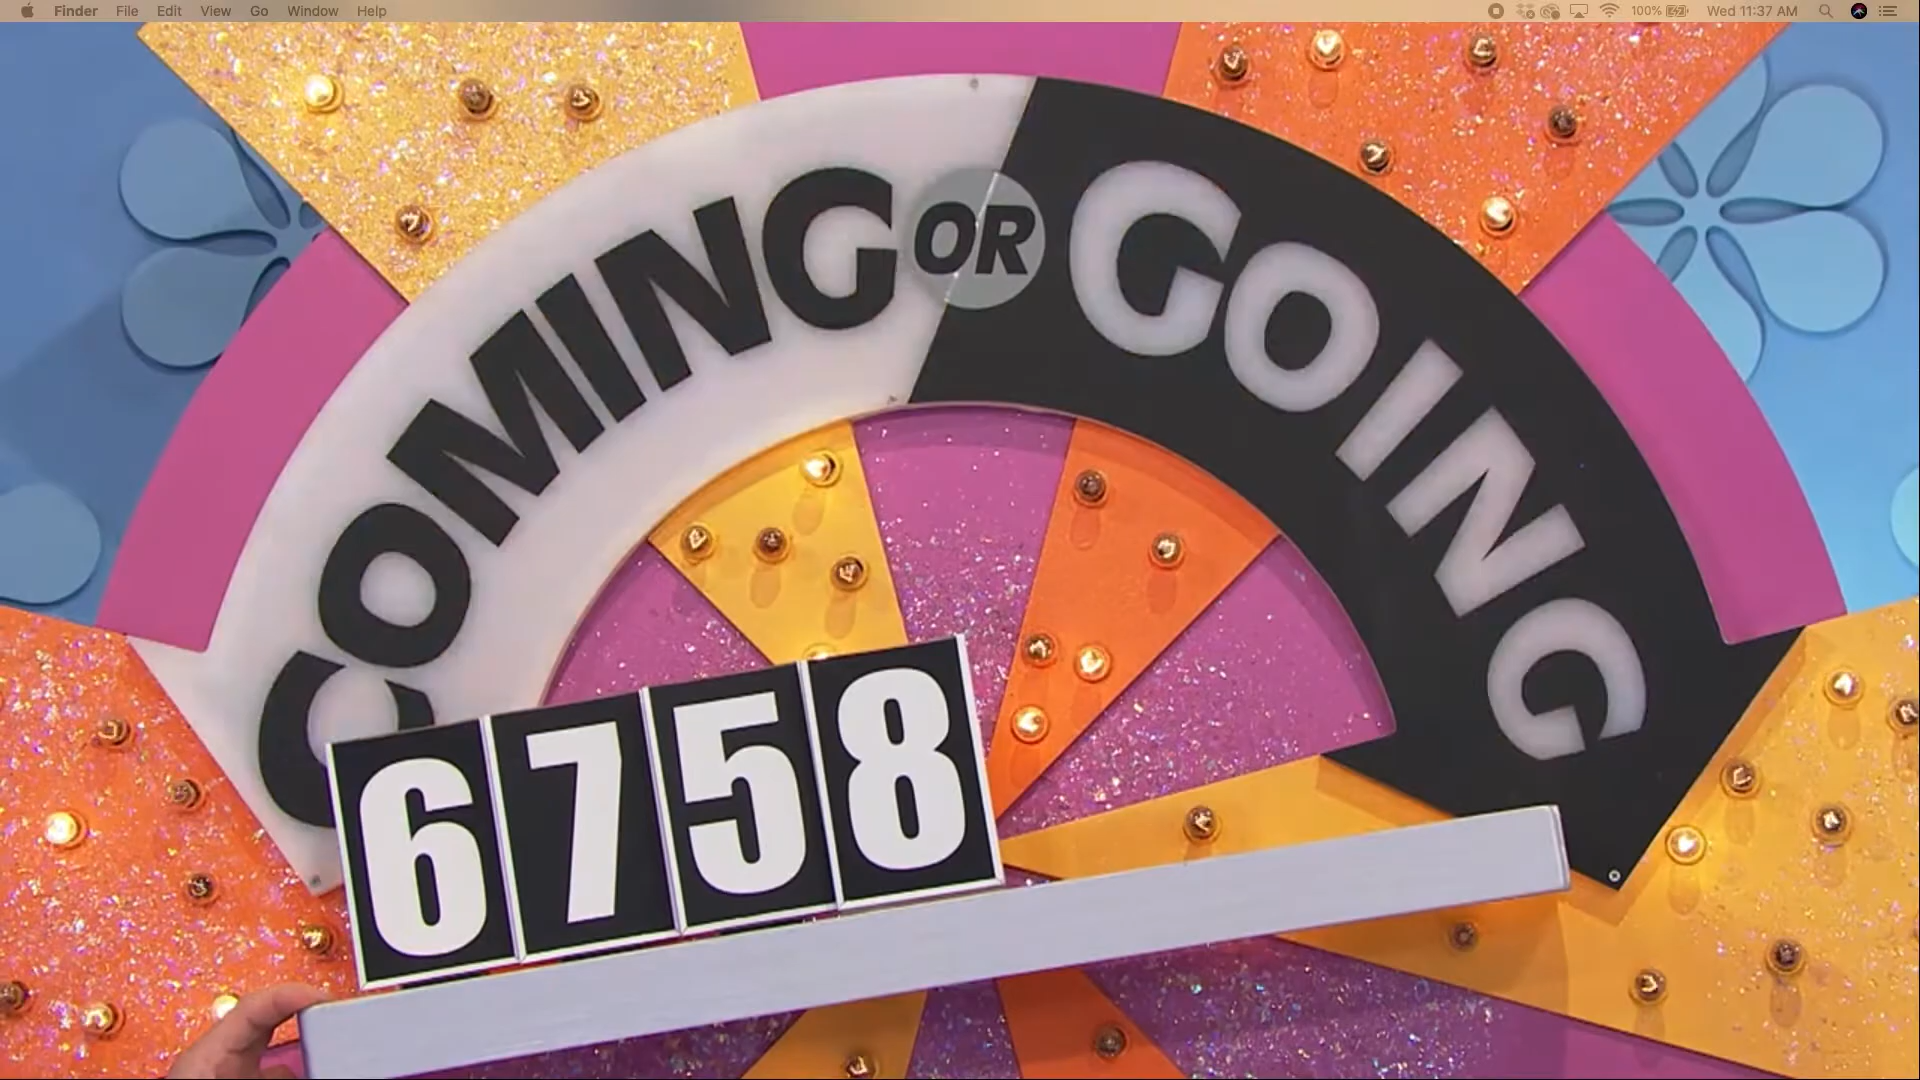 Finder File Edit View Go Window Help 100% Wed 11:37 AM
COMING OR GOING
6758